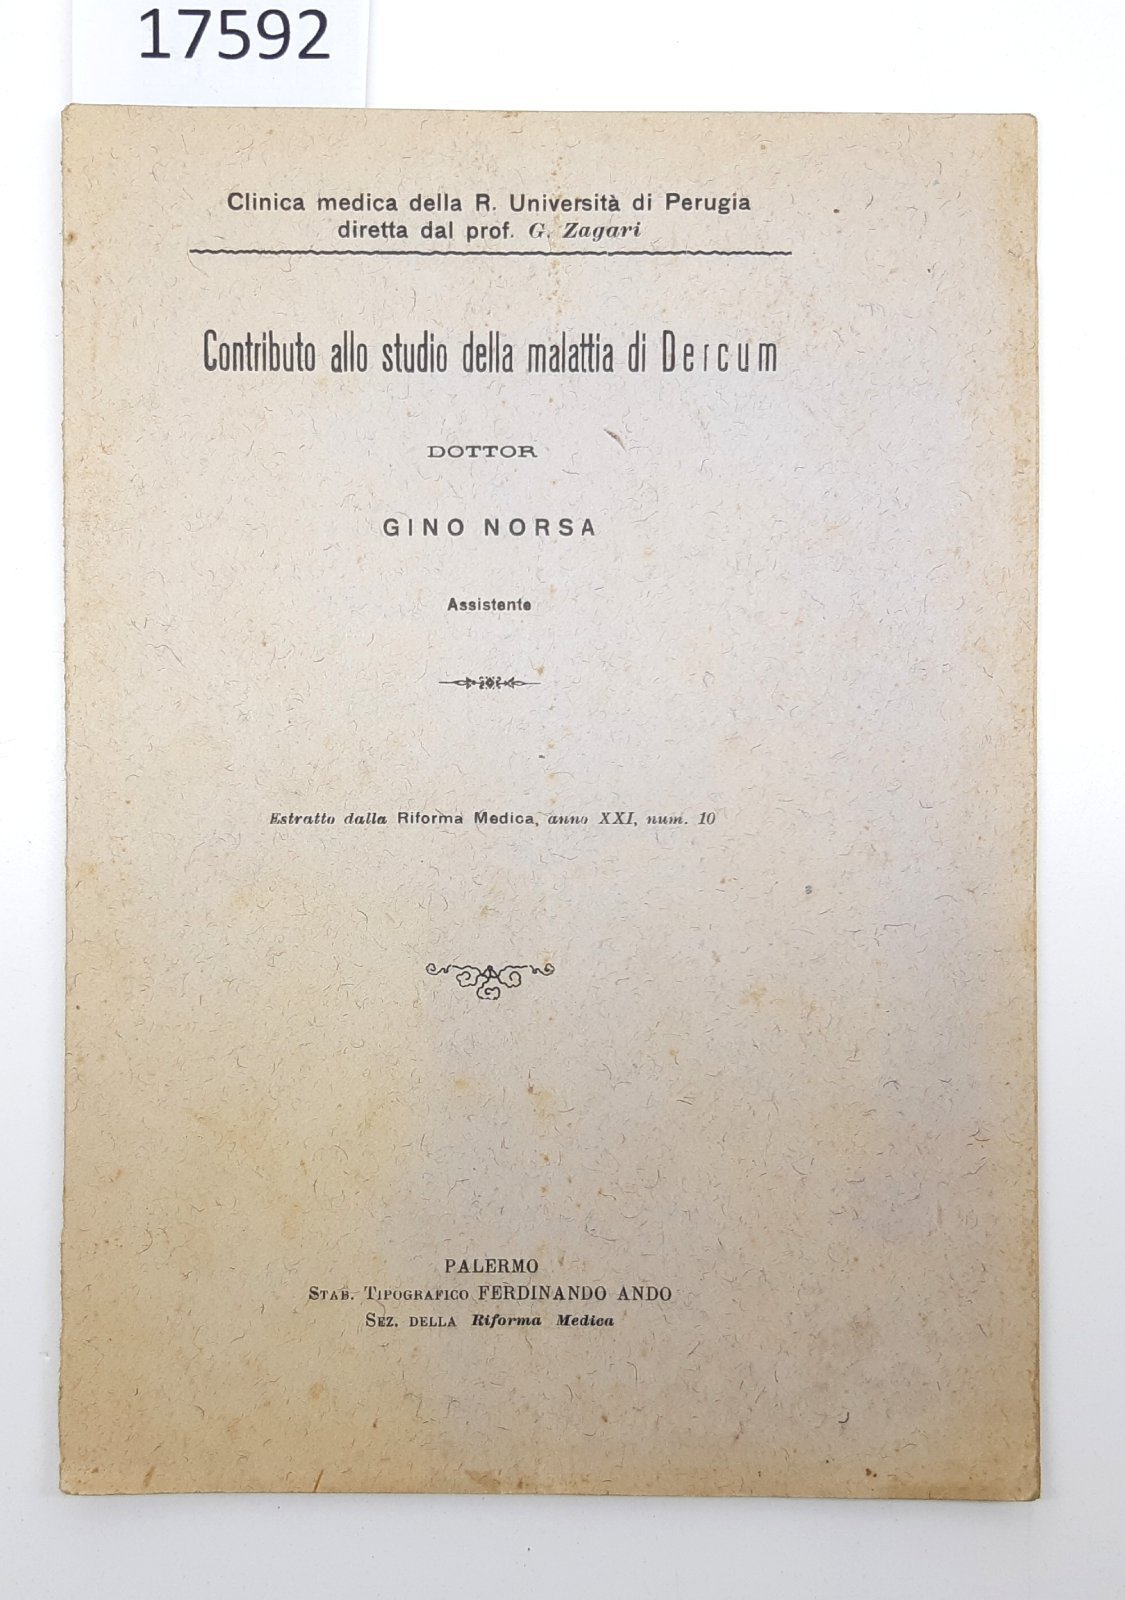 17592
Clinica medica della R. Università di Perugia
diretta dal prof. G. Zagari
Contributo allo studio della malattia di Dercum
DOTTOR
GINO NORSA
Assistente
Estratto dalla Riforma Medica, anno XXI, num. 10
PALERMO
STAB. TIPOGRAFICO FERDINANDO ANDO
SEZ. DELLA Riforma Medica